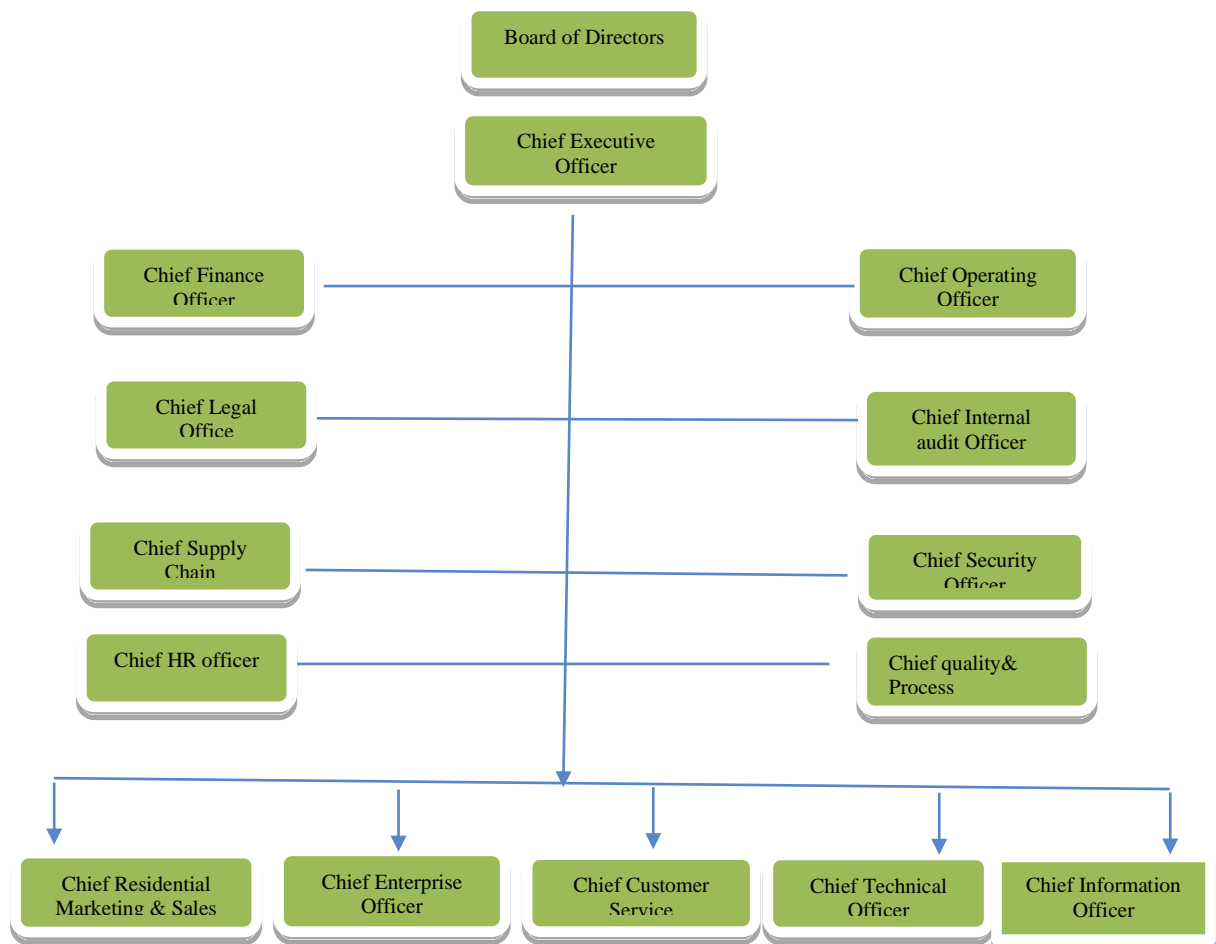 Board of Directors
Chief Executive
Officer
Chief Finance
Officer
Chief Operating
Officer
Chief Legal
Office
Chief Internal
audit Officer
Chief Supply
Chain
Chief Security
Officer
Chief HR officer
Chief quality&
Process
Chief Residential
Marketing & Sales
Chief Enterprise
Officer
Chief Customer
Service
Chief Technical
Officer
Chief Information
Officer